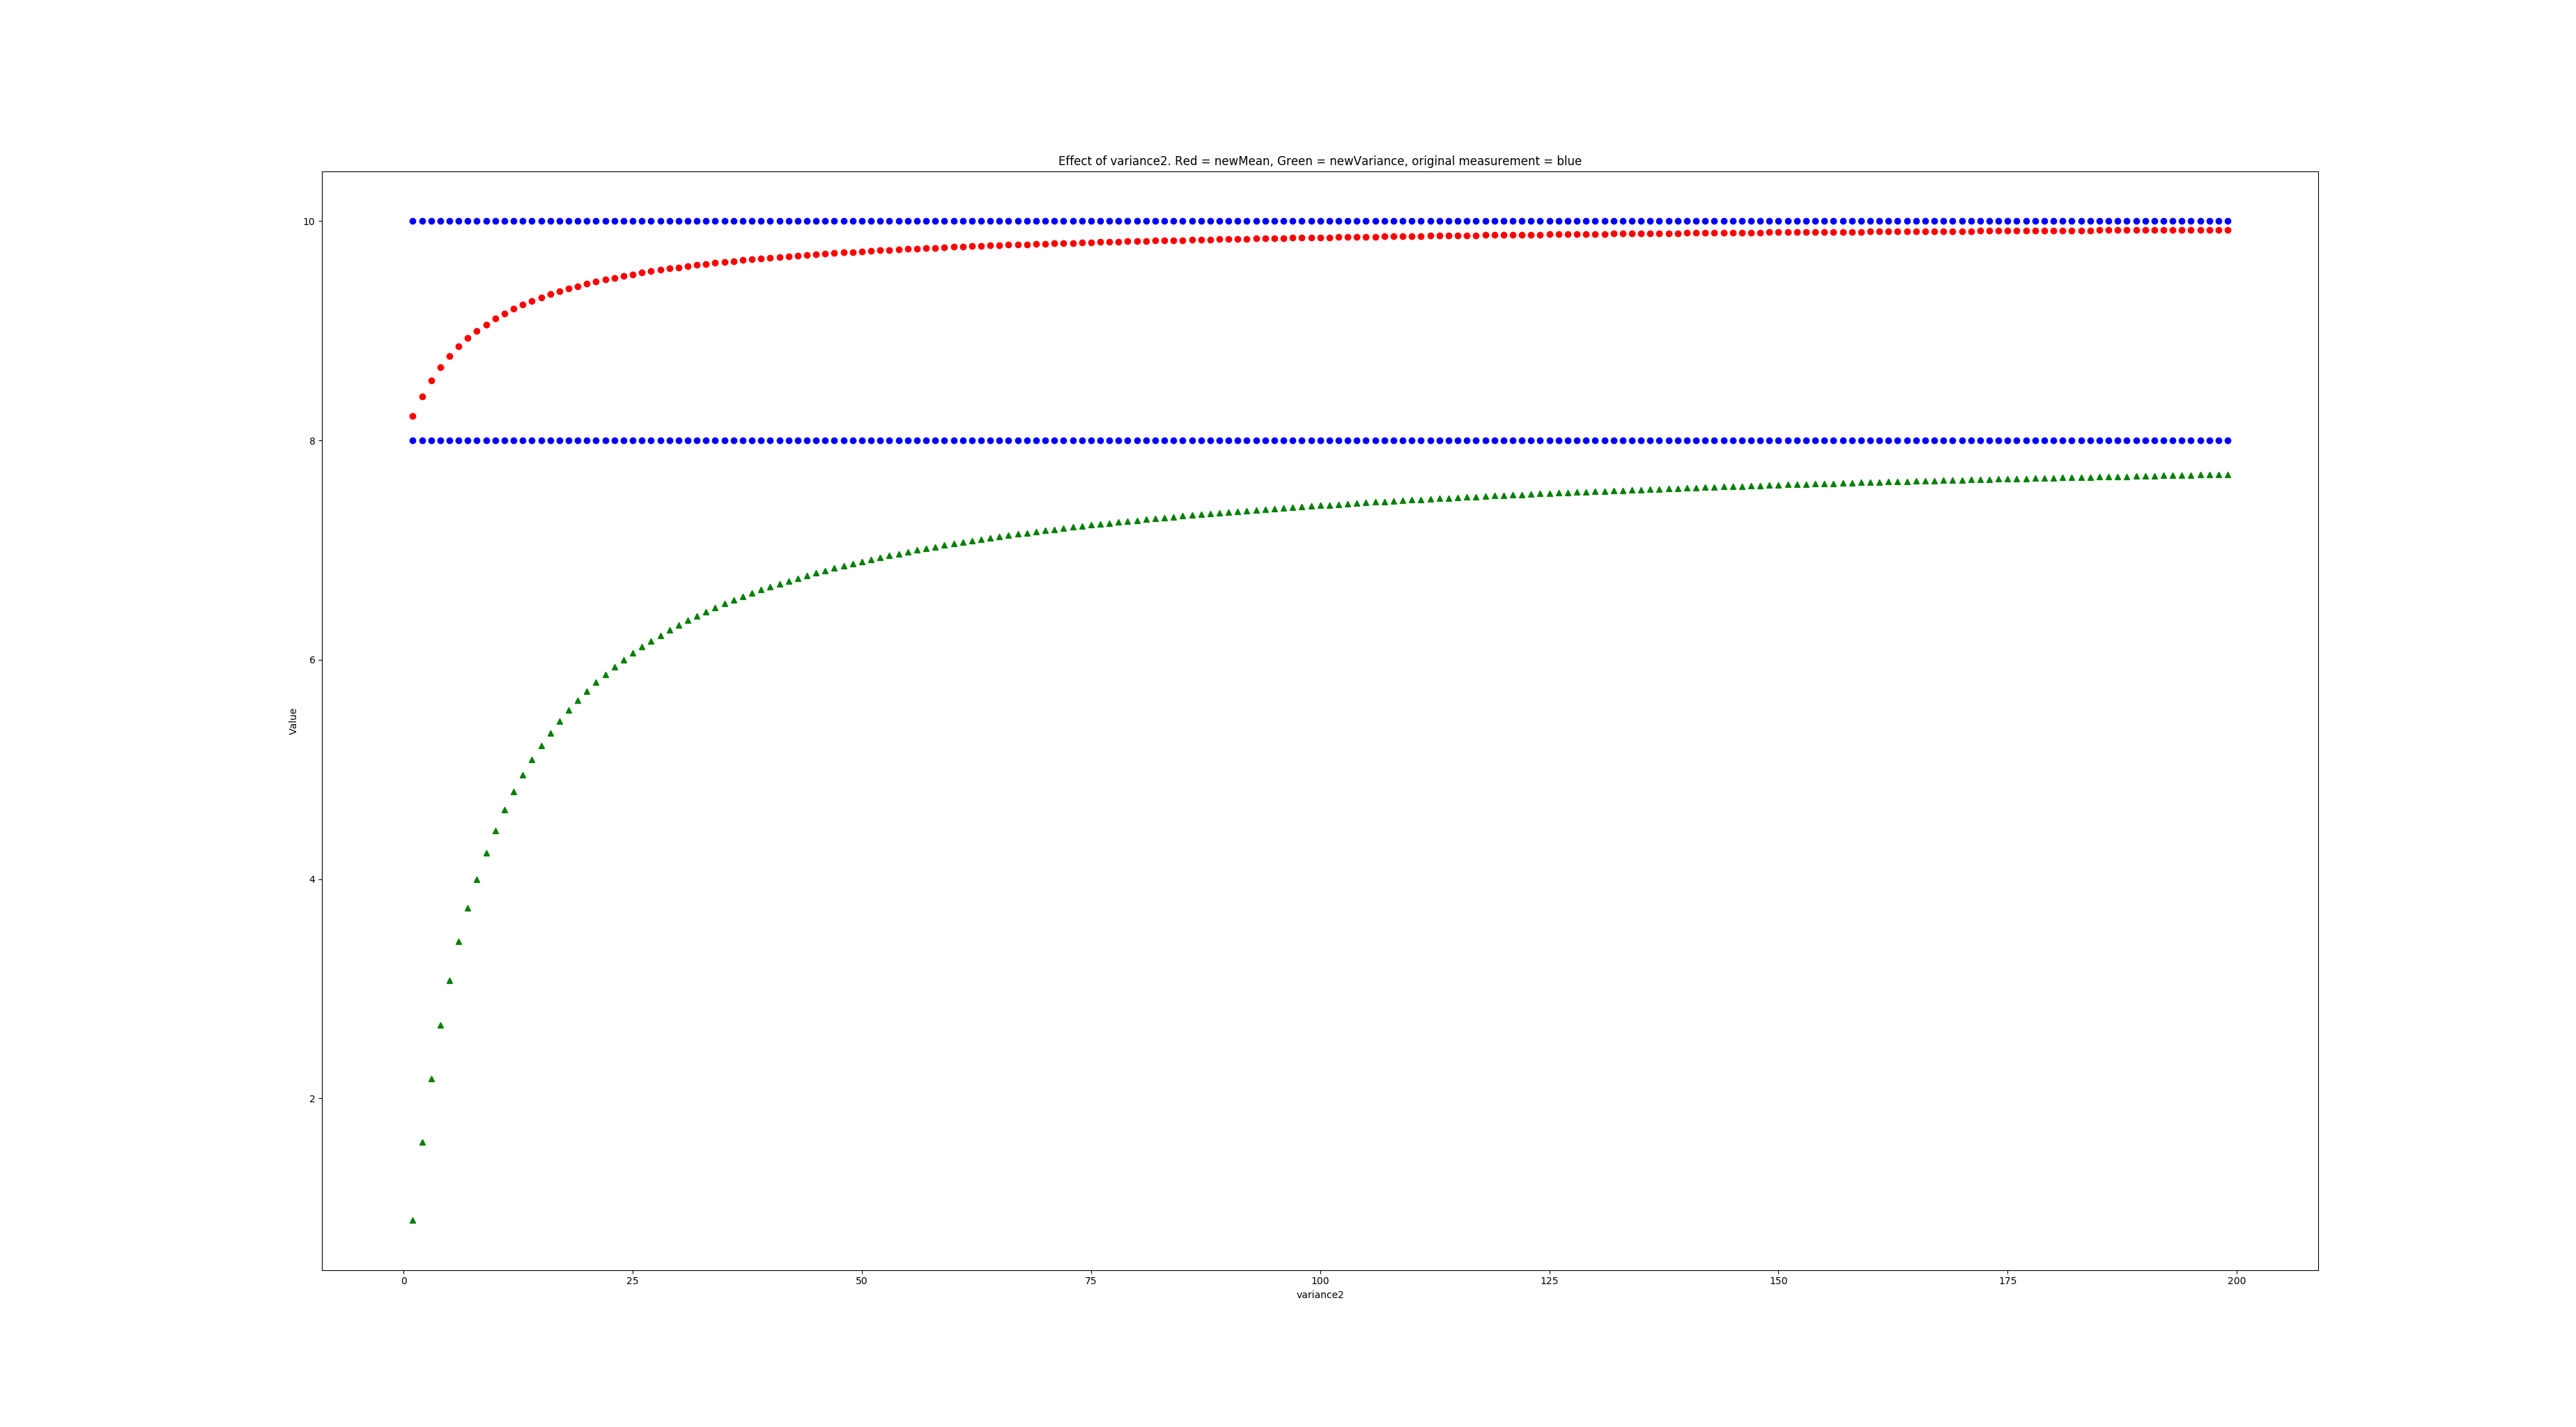 Effect of variance2. Red = newMean, Green = newVariance, original measurement = blue
10
8
6
4
2
Value
0 25 50 75 100 125 150 175 200
variance2